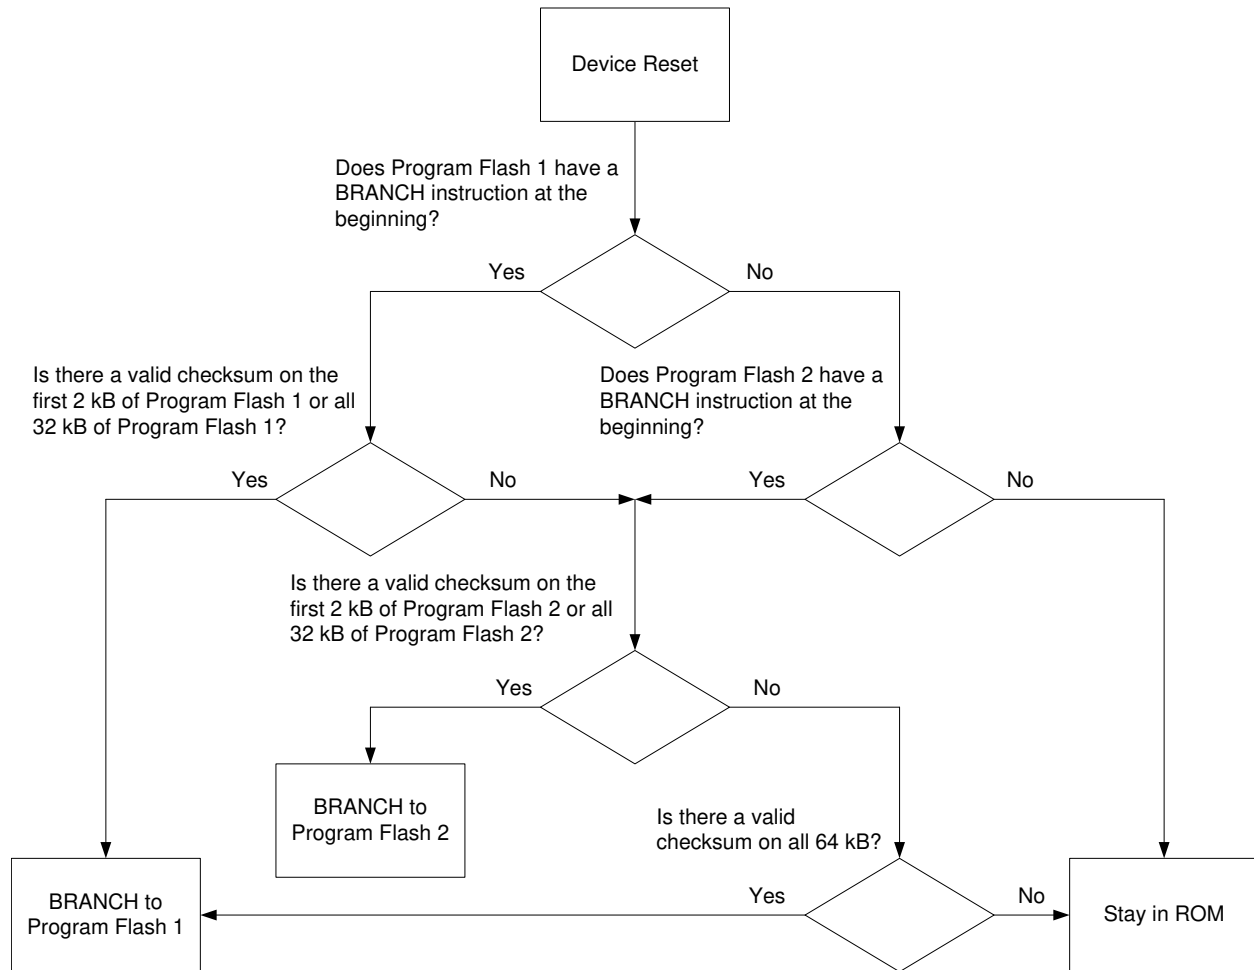 Device Reset
Does Program Flash 1 have a
BRANCH instruction at the
beginning?
Yes
No
Is there a valid checksum on the
first 2 kB of Program Flash 1 or all
32 kB of Program Flash 1?
Does Program Flash 2 have a
BRANCH instruction at the
beginning?
Yes
No
Yes
No
Is there a valid checksum on the
first 2 kB of Program Flash 2 or all
32 kB of Program Flash 2?
Yes
No
BRANCH to
Program Flash 2
Is there a valid
checksum on all 64 kB?
BRANCH to
Program Flash 1
Yes
No
Stay in ROM